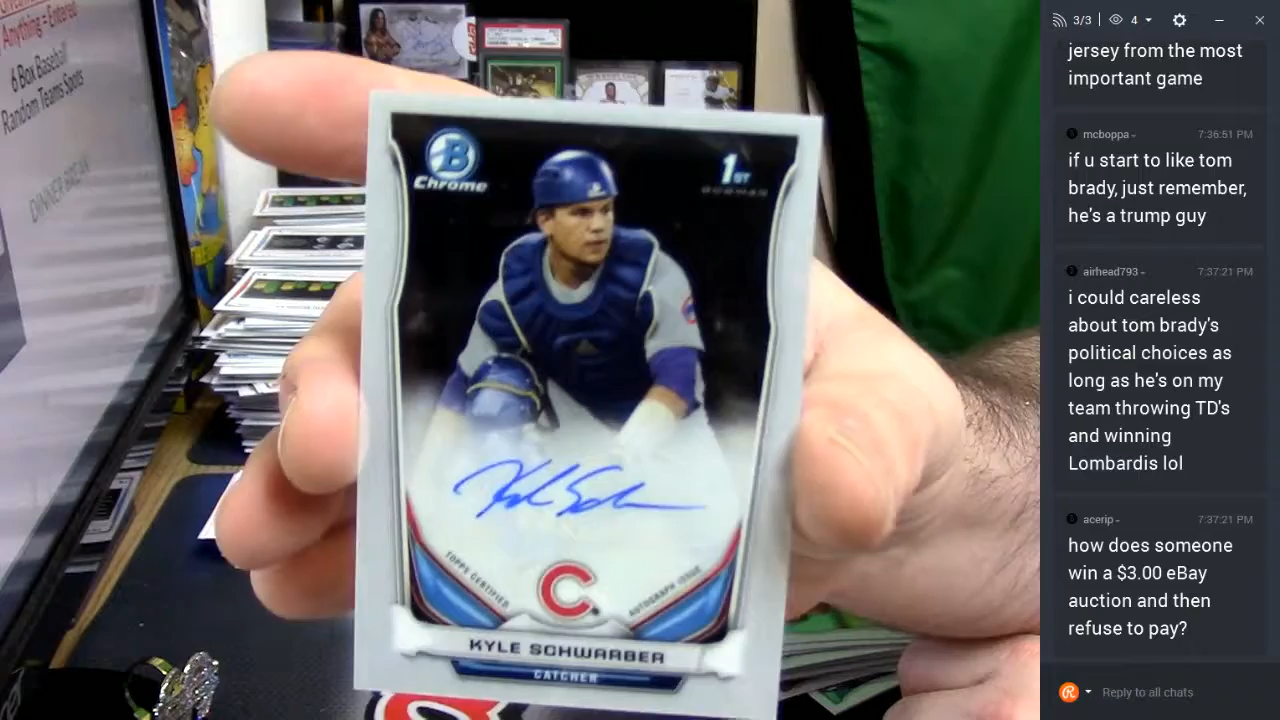 Anything = Entered
6 Box Baseball
Random Teams Spots
DINNER BREAK
B
Chrome
1ST
BOWMAN
TOPPS CERTIFIED
AUTOGRAPH ISSUE
C
KYLE SCHWARBER
CATCHER
3/3
4
jersey from the most
important game
mcboppa
7:36:51 PM
if u start to like tom
brady, just remember,
he's a trump guy
airhead793
7:37:21 PM
i could careless
about tom brady's
political choices as
long as he's on my
team throwing TD's
and winning
Lombardis lol
acerip
7:37:21 PM
how does someone
win a $3.00 eBay
auction and then
refuse to pay?
Reply to all chats